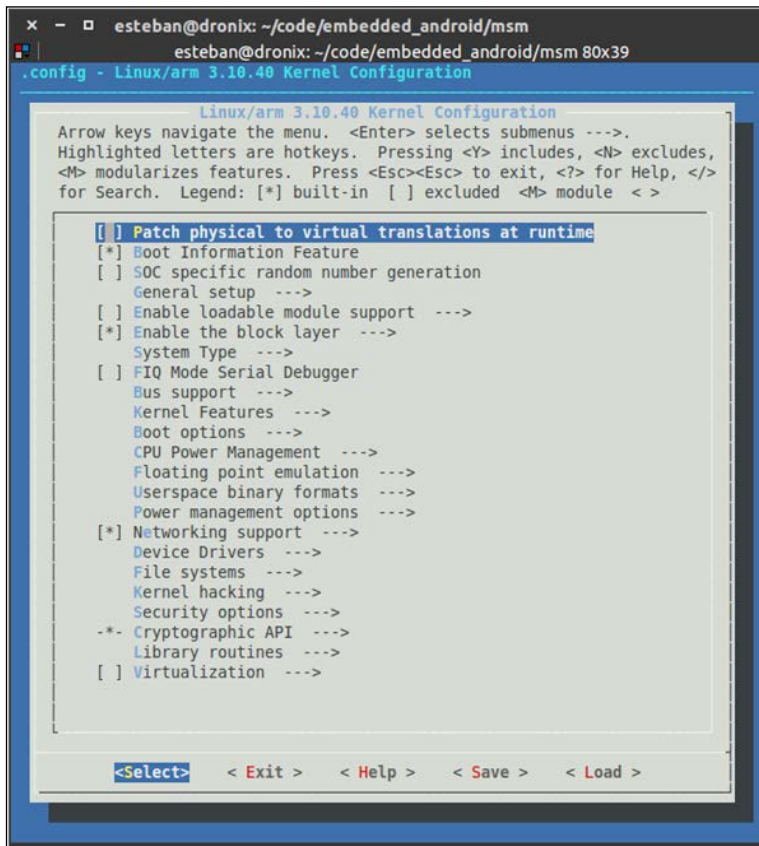 esteban@dronix: ~/code/embedded_android/msm
esteban@dronix: ~/code/embedded_android/msm 80x39
.config - Linux/arm 3.10.40 Kernel Configuration
Linux/arm 3.10.40 Kernel Configuration
Arrow keys navigate the menu.  <Enter> selects submenus --->.
Highlighted letters are hotkeys.  Pressing <Y> includes, <N> excludes,
<M> modularizes features.  Press <Esc><Esc> to exit, <?> for Help, </>
for Search.  Legend: [*] built-in  [ ] excluded  <M> module  < >
[ ] Patch physical to virtual translations at runtime
[*] Boot Information Feature
[ ] SOC specific random number generation
General setup  --->
[ ] Enable loadable module support  --->
[*] Enable the block layer  --->
System Type  --->
[ ] FIQ Mode Serial Debugger
Bus support  --->
Kernel Features  --->
Boot options  --->
CPU Power Management  --->
Floating point emulation  --->
Userspace binary formats  --->
Power management options  --->
[*] Networking support  --->
Device Drivers  --->
File systems  --->
Kernel hacking  --->
Security options  --->
-*- Cryptographic API  --->
Library routines  --->
[ ] Virtualization  --->
<Select>    < Exit >    < Help >    < Save >    < Load >